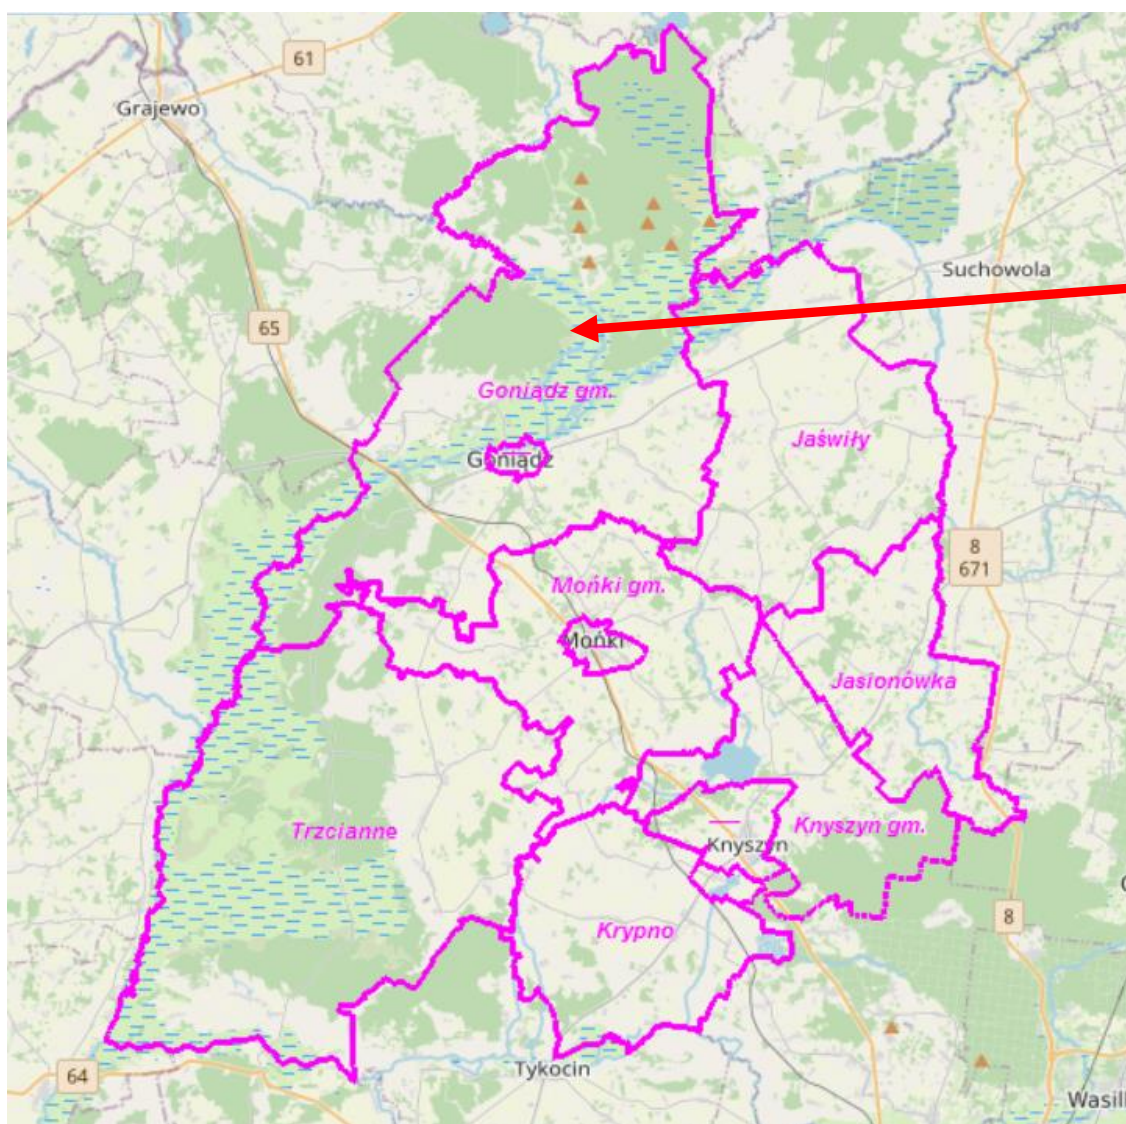 61
Grajewo
Suchowola
65
Goniądz gm.
Jaświły
Goniądz
8
671
Mońki gm.
Mońki
Jasionówka
Trzcianne
Knyszyn gm.
Knyszyn
8
Krypno
Tykocin
64